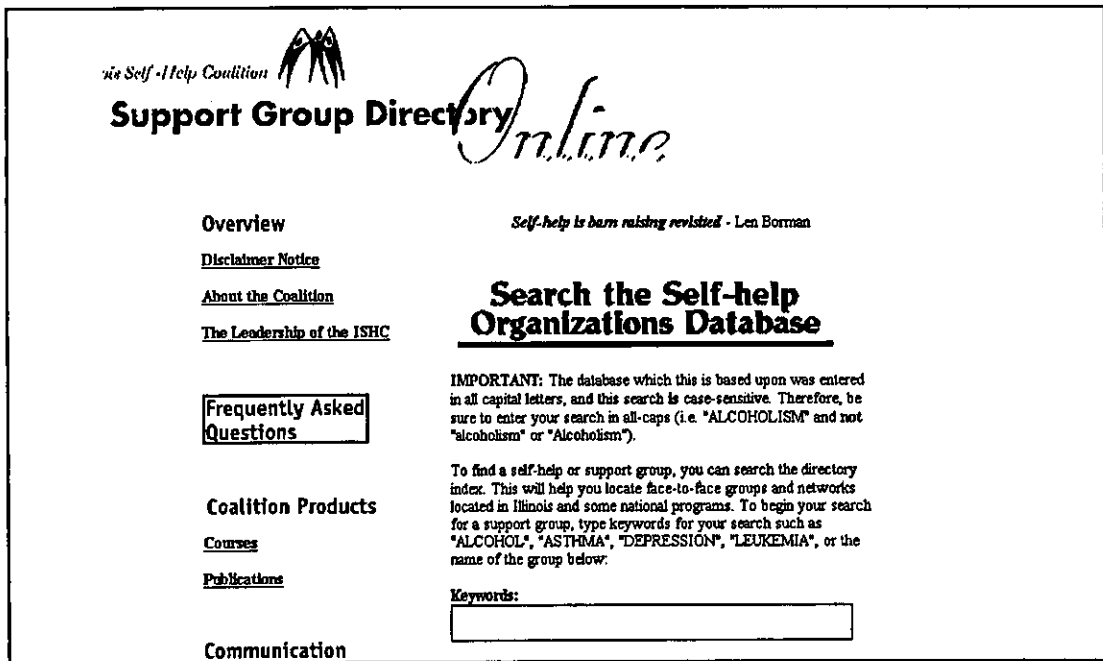 Self-Help Coalition
Support Group Directory
Online
Overview
Disclaimer Notice
About the Coalition
The Leadership of the ISHC
Frequently Asked
Questions
Coalition Products
Courses
Publications
Communication
Self-help is barn raising revisited - Len Borman
Search the Self-help
Organizations Database
IMPORTANT: The database which this is based upon was entered
in all capital letters, and this search is case-sensitive. Therefore, be
sure to enter your search in all-caps (i.e. "ALCOHOLISM" and not
"alcoholism" or "Alcoholism").
To find a self-help or support group, you can search the directory
index. This will help you locate face-to-face groups and networks
located in Illinois and some national programs. To begin your search
for a support group, type keywords for your search such as
"ALCOHOL", "ASTHMA", "DEPRESSION", "LEUKEMIA", or the
name of the group below:
Keywords: